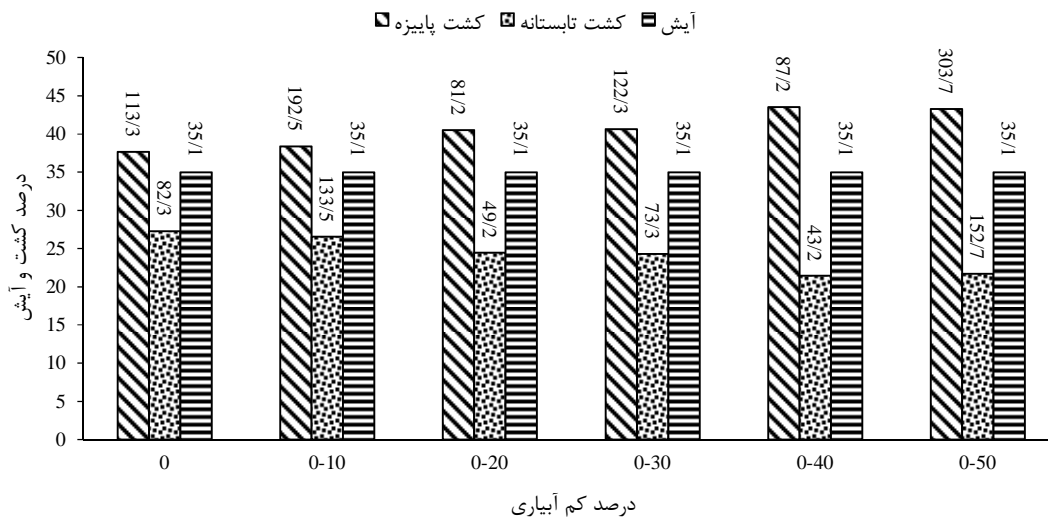 کشت پاییزه کشت تابستانه آیش
درصد کشت و آیش
50
45
40
35
30
25
20
15
10
5
0
113/3 82/3 35/1
192/5 133/5 35/1
81/2 49/2 35/1
122/3 73/3 35/1
87/2 43/2 35/1
303/7 152/7 35/1
0 0-10 0-20 0-30 0-40 0-50
درصد کم آبیاری